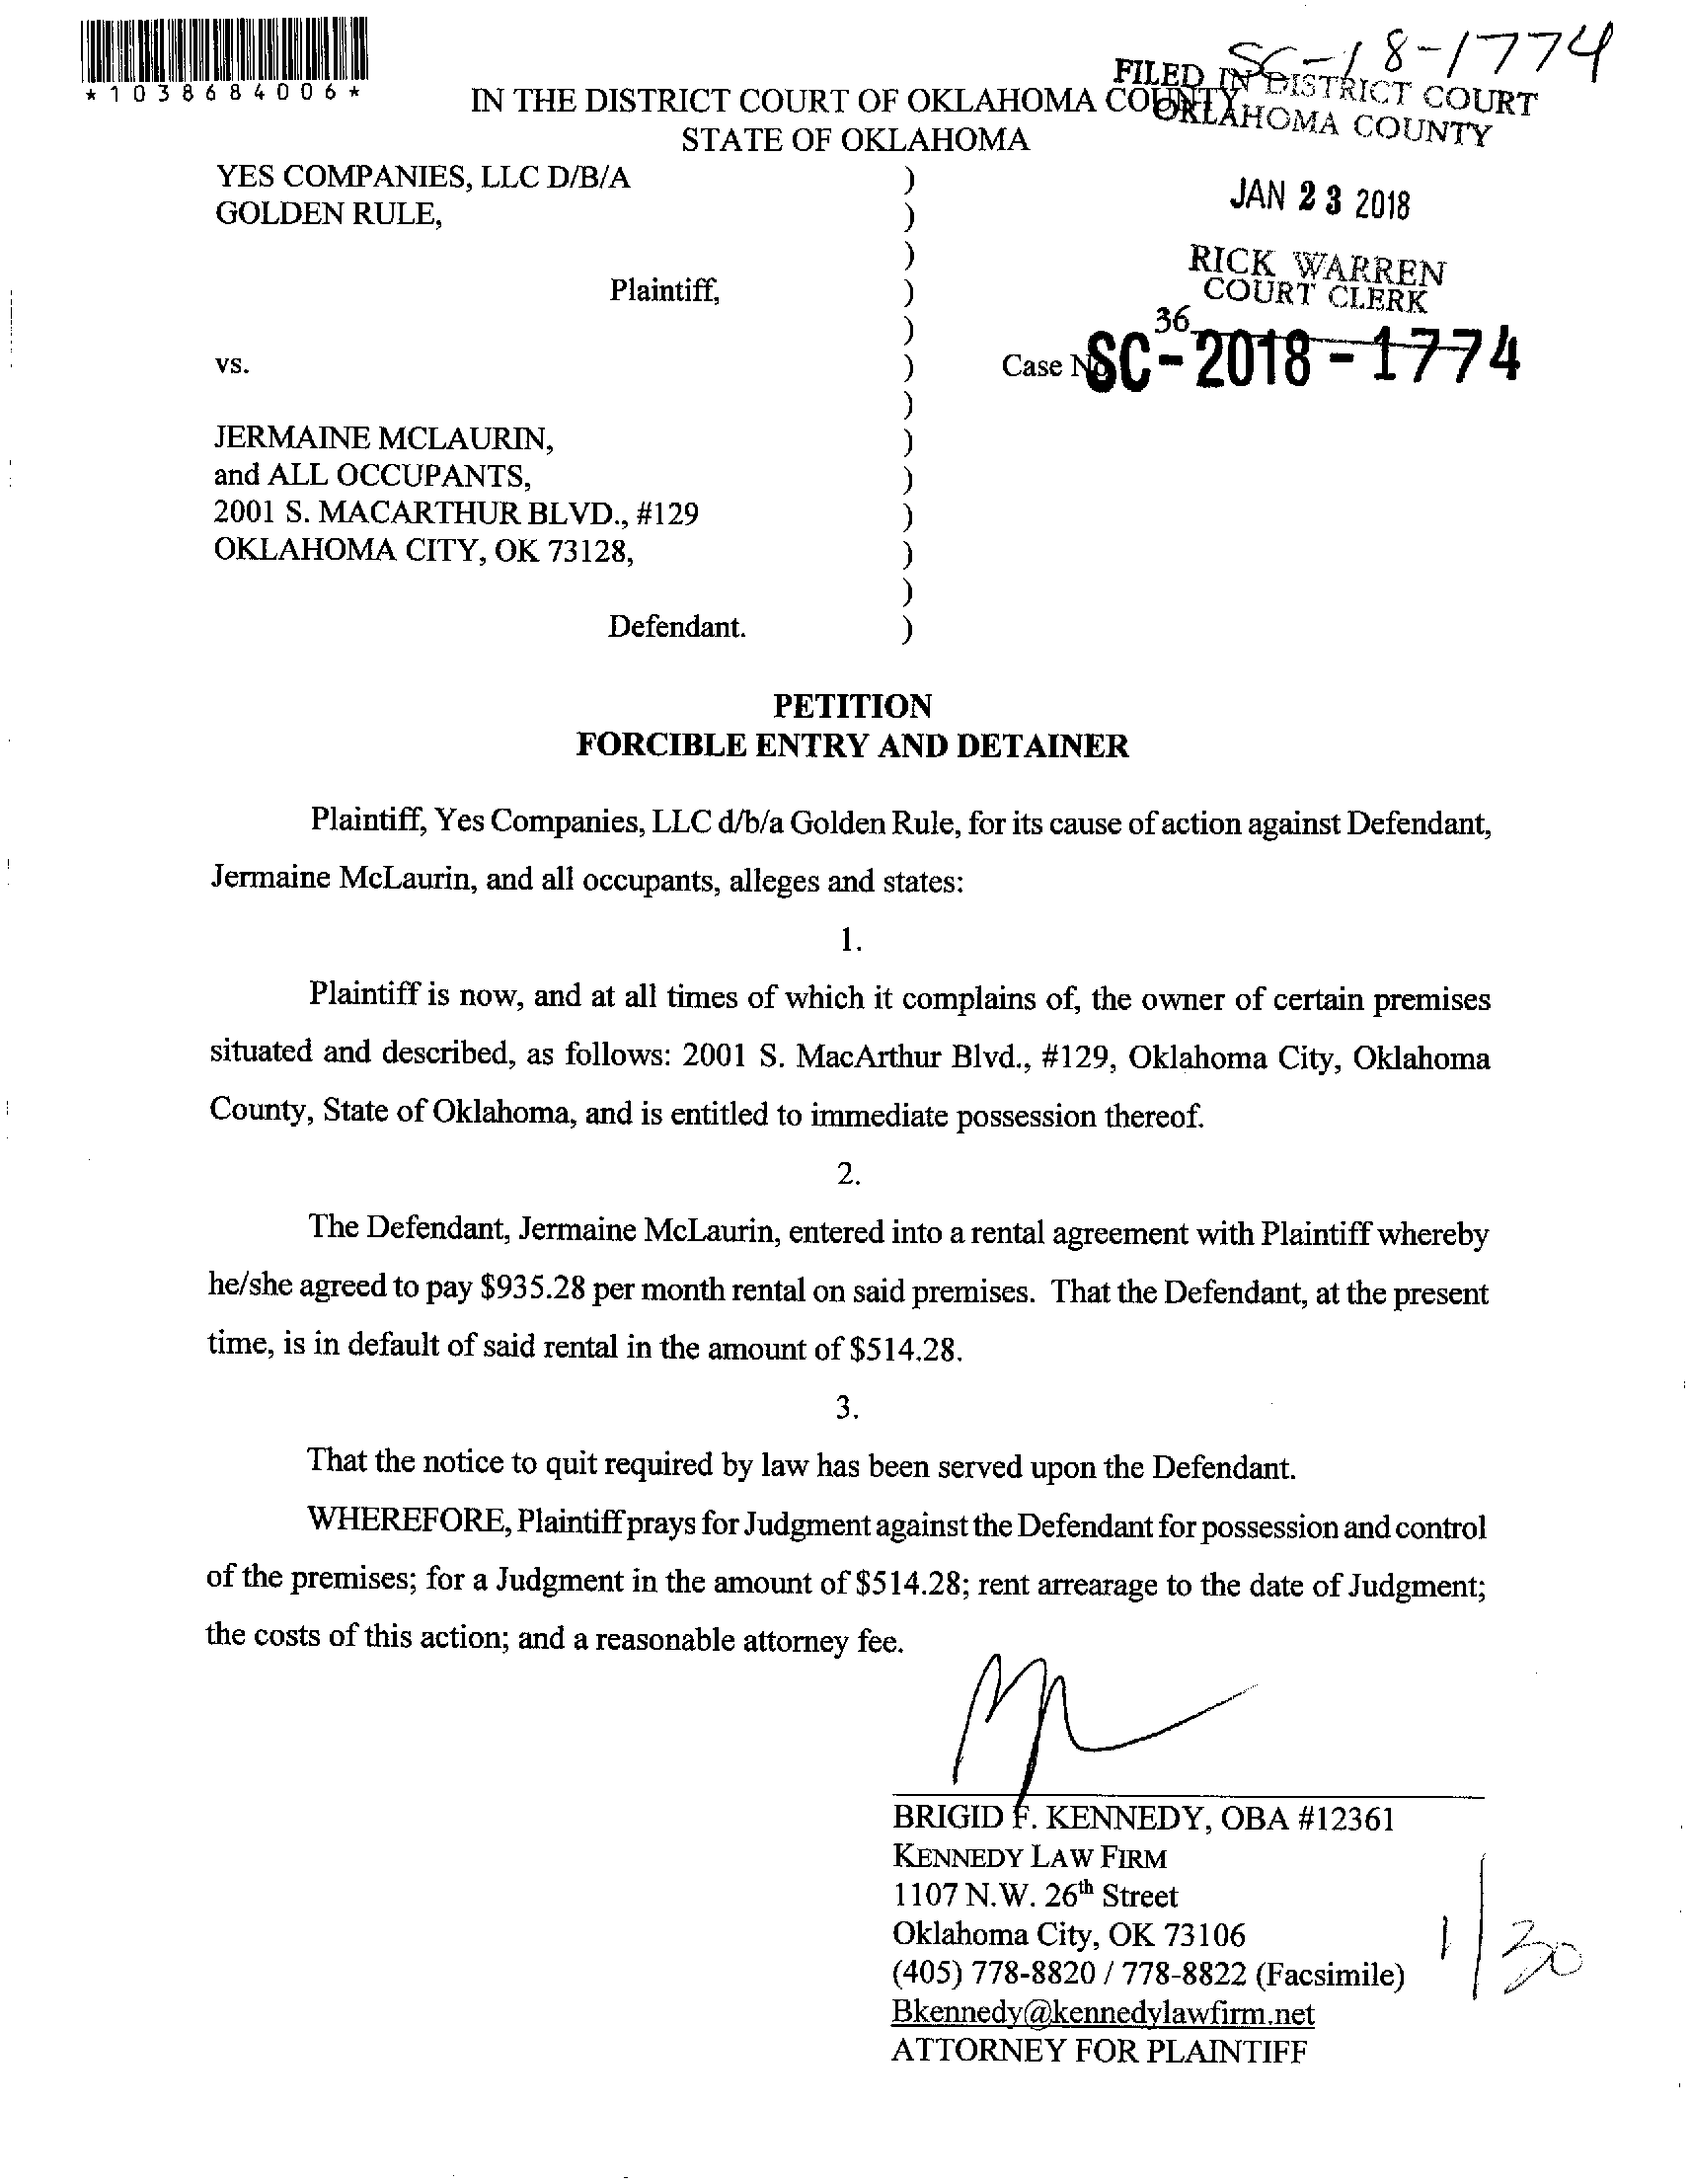 SC-18-1774
*1038684006*
FILED IN DISTRICT COURT
OKLAHOMA COUNTY
IN THE DISTRICT COURT OF OKLAHOMA COUNTY
STATE OF OKLAHOMA
JAN 23 2018
RICK WARREN
COURT CLERK
36
YES COMPANIES, LLC D/B/A )
GOLDEN RULE, )
)
Plaintiff, )
)
vs. ) Case No. SC-2018-1774
)
JERMAINE MCLAURIN, )
and ALL OCCUPANTS, )
2001 S. MACARTHUR BLVD., #129 )
OKLAHOMA CITY, OK 73128, )
)
Defendant. )
PETITION
FORCIBLE ENTRY AND DETAINER
Plaintiff, Yes Companies, LLC d/b/a Golden Rule, for its cause of action against Defendant,
Jermaine McLaurin, and all occupants, alleges and states:
1.
Plaintiff is now, and at all times of which it complains of, the owner of certain premises
situated and described, as follows: 2001 S. MacArthur Blvd., #129, Oklahoma City, Oklahoma
County, State of Oklahoma, and is entitled to immediate possession thereof.
2.
The Defendant, Jermaine McLaurin, entered into a rental agreement with Plaintiff whereby
he/she agreed to pay $935.28 per month rental on said premises. That the Defendant, at the present
time, is in default of said rental in the amount of $514.28.
3.
That the notice to quit required by law has been served upon the Defendant.
WHEREFORE, Plaintiff prays for Judgment against the Defendant for possession and control
of the premises; for a Judgment in the amount of $514.28; rent arrearage to the date of Judgment;
the costs of this action; and a reasonable attorney fee.
BRIGID F. KENNEDY, OBA #12361
KENNEDY LAW FIRM
1107 N.W. 26th Street
Oklahoma City, OK 73106
(405) 778-8820 / 778-8822 (Facsimile)
Bkennedy@kennedylawfirm.net
ATTORNEY FOR PLAINTIFF
1/30